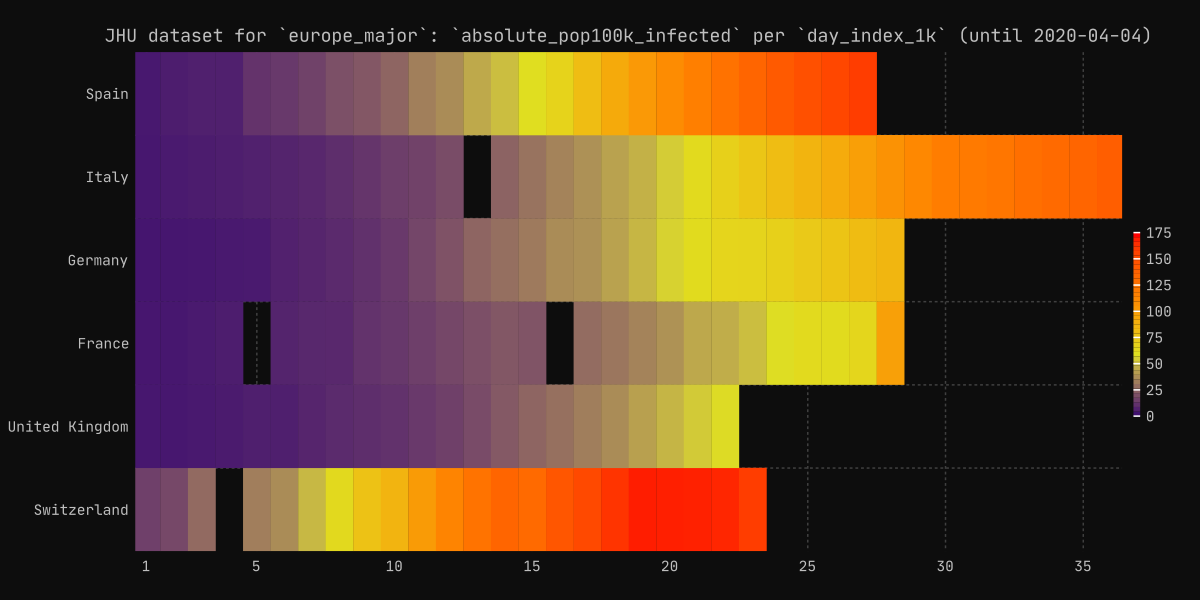 JHU dataset for `europe_major`: `absolute_pop100k_infected` per `day_index_1k` (until 2020-04-04)
Spain
Italy
Germany
France
United Kingdom
Switzerland
175
150
125
100
75
50
25
0
1 5 10 15 20 25 30 35